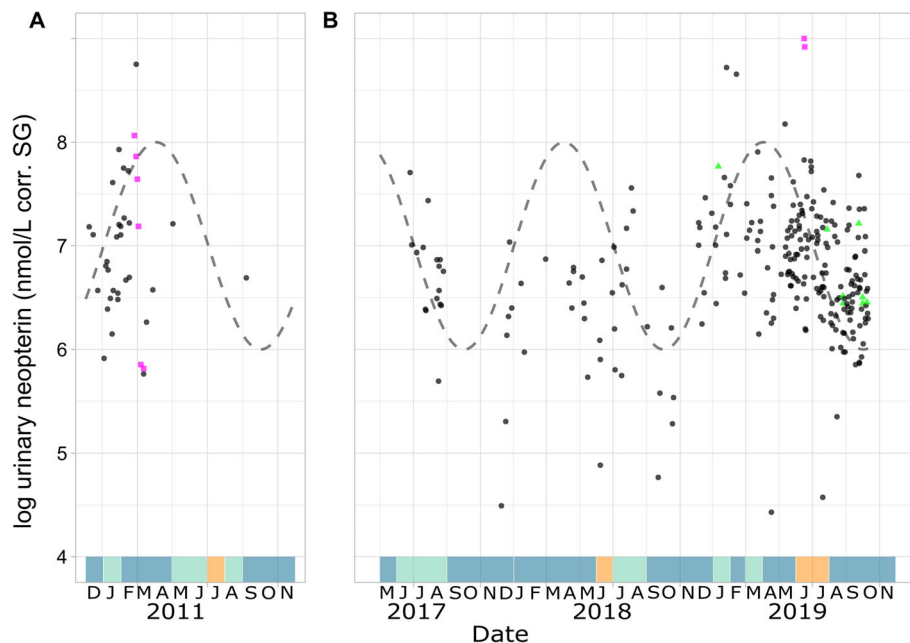 A
B
log urinary neopterin (nmol/L corr. SG)
8
7
6
5
4
D J F M A M J J A S O N
M J J A S O N D J F M A M J J A S O N D J F M A M J J A S O N
2011
2017
2018
2019
Date